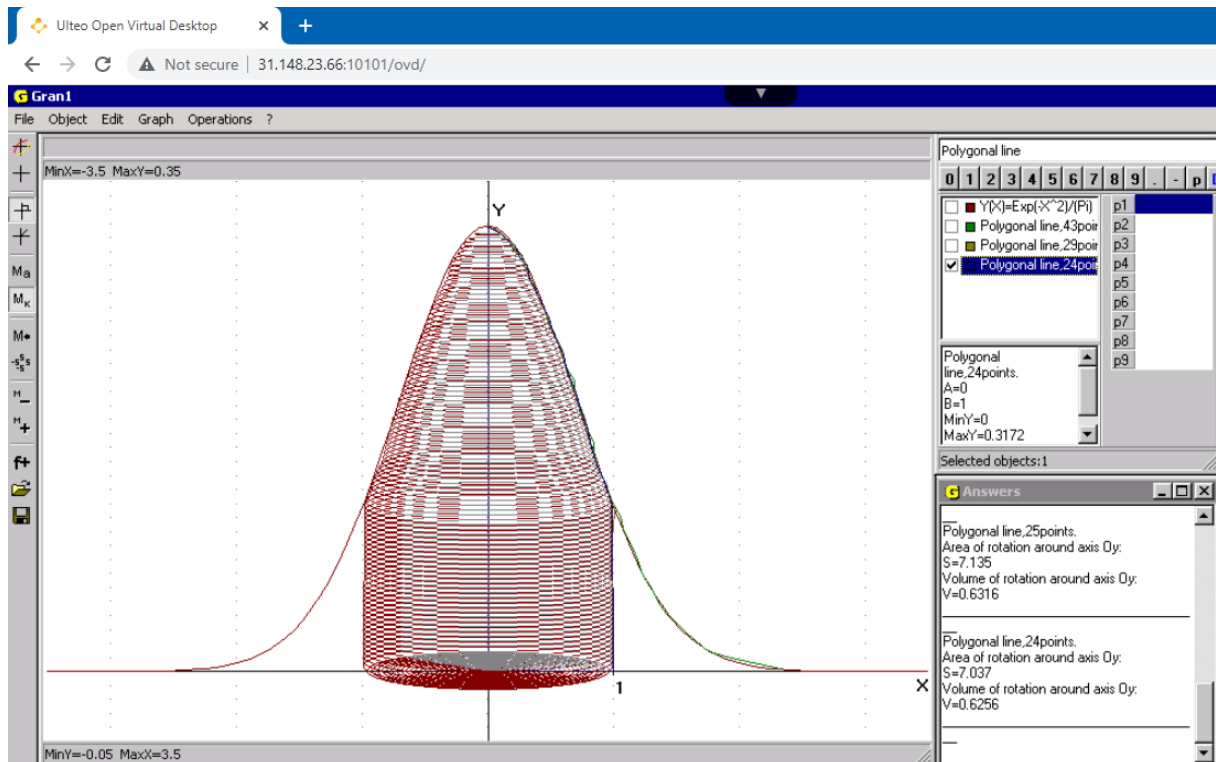 Ulteo Open Virtual Desktop
Not secure | 31.148.23.66:10101/ovd/
Gran1
File Object Edit Graph Operations ?
MinX=-3.5 MaxY=0.35
Y
1
X
MinY=-0.05 MaxX=3.5
Ma
Mк
M
-sss
M
M+
f+
Polygonal line
0 1 2 3 4 5 6 7 8 9 . - p
Y(X)=Exp(-X^2)/(Pi)
Polygonal line,43poin
Polygonal line,29poin
Polygonal line,24poi
p1
p2
p3
p4
p5
p6
p7
p8
p9
Polygonal
line,24points.
A=0
B=1
MinY=0
MaxY=0.3172
Selected objects:1
Answers
Polygonal line,25points.
Area of rotation around axis Oy:
S=7.135
Volume of rotation around axis Oy:
V=0.6316
Polygonal line,24points.
Area of rotation around axis Oy:
S=7.037
Volume of rotation around axis Oy:
V=0.6256